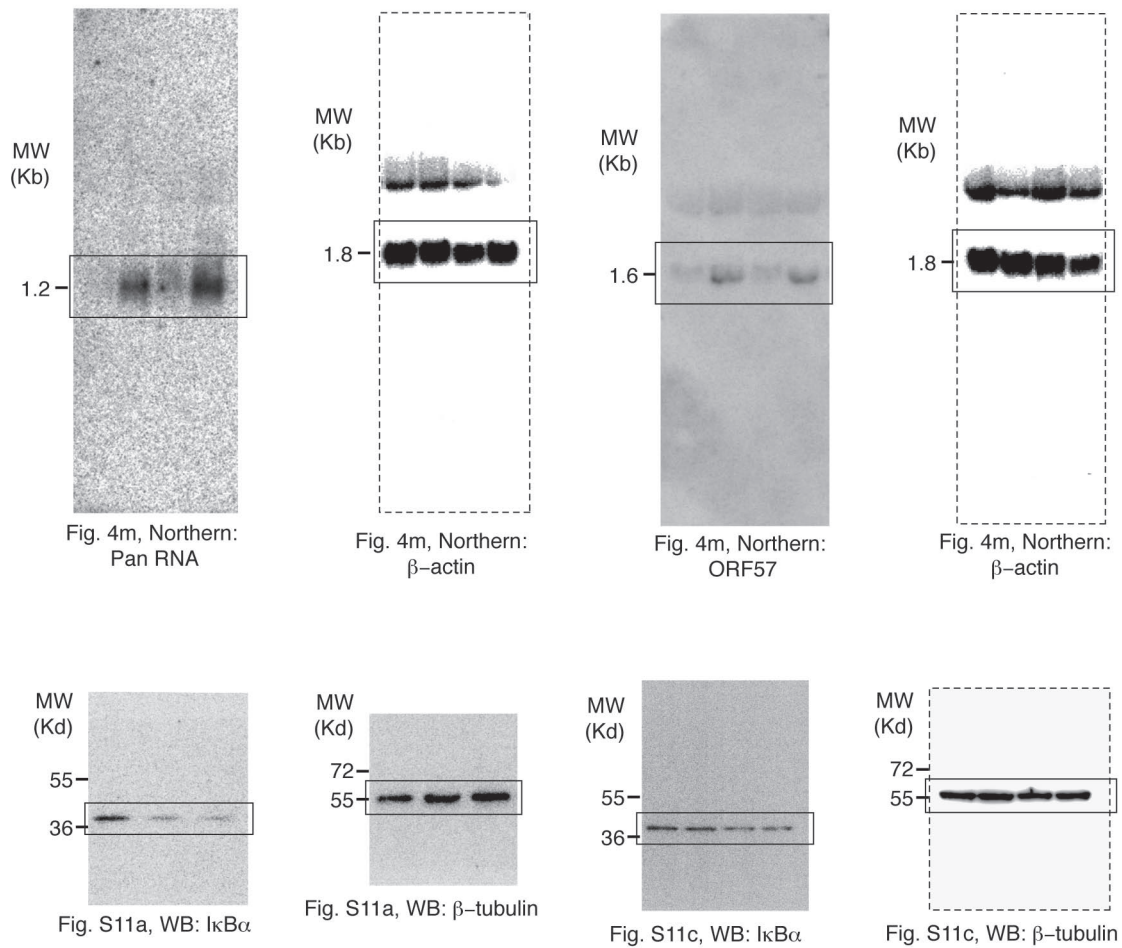 MW
(Kb)
1.2
Fig. 4m, Northern:
Pan RNA
MW
(Kb)
1.8
Fig. 4m, Northern:
β−actin
MW
(Kb)
1.6
Fig. 4m, Northern:
ORF57
MW
(Kb)
1.8
Fig. 4m, Northern:
β−actin
MW
(Kd)
55
36
Fig. S11a, WB: IκBα
MW
(Kd)
72
55
Fig. S11a, WB: β−tubulin
MW
(Kd)
55
36
Fig. S11c, WB: IκBα
MW
(Kd)
72
55
Fig. S11c, WB: β−tubulin